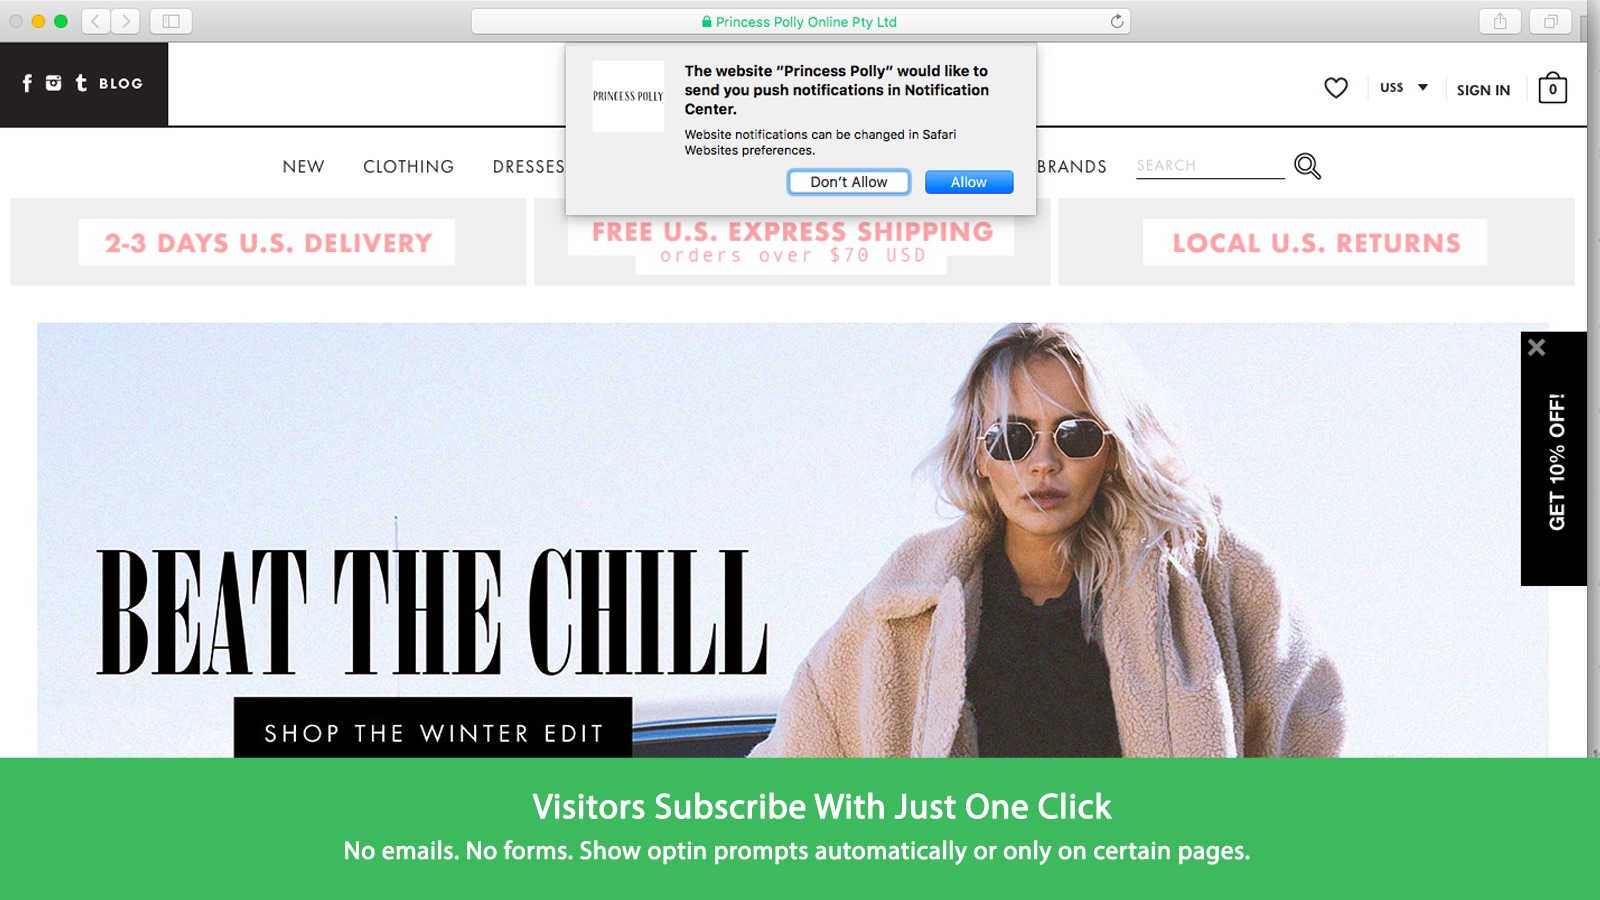 Princess Polly Online Pty Ltd
f t BLOG
PRINCESS POLLY
The website “Princess Polly” would like to
send you push notifications in Notification
Center.
Website notifications can be changed in Safari
Websites preferences.
Don’t Allow
Allow
US$
SIGN IN
0
NEW
CLOTHING
DRESSES
BRANDS
SEARCH
2-3 DAYS U.S. DELIVERY
FREE U.S. EXPRESS SHIPPING
orders over $70 USD
LOCAL U.S. RETURNS
GET 10% OFF!
BEAT THE CHILL
SHOP THE WINTER EDIT
Visitors Subscribe With Just One Click
No emails. No forms. Show optin prompts automatically or only on certain pages.